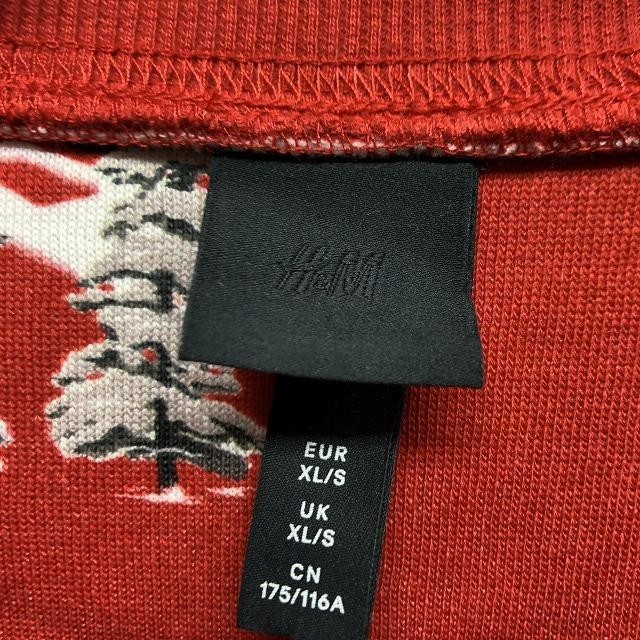 H&M
EUR
XL/S
UK
XL/S
CN
175/116A